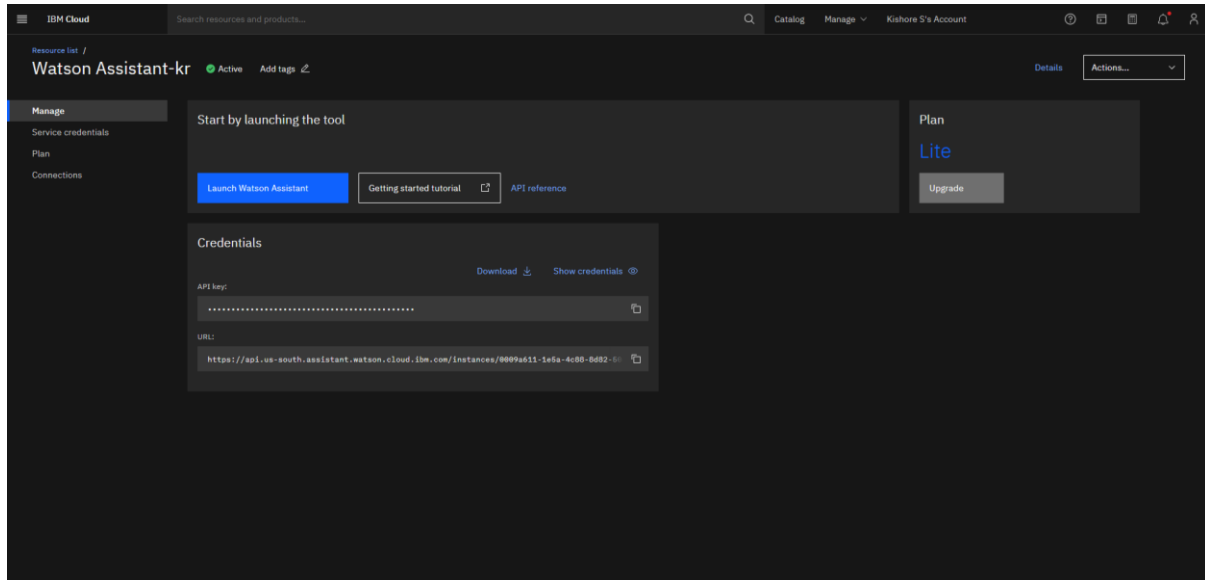 IBM Cloud
Search resources and products...
Catalog
Manage
Kishore S's Account
Resource list /
Watson Assistant-kr
Active
Add tags
Details
Actions...
Manage
Service credentials
Plan
Connections
Start by launching the tool
Launch Watson Assistant
Getting started tutorial
API reference
Plan
Lite
Upgrade
Credentials
Download
Show credentials
API key:
URL:
https://api.us-south.assistant.watson.cloud.ibm.com/instances/0009a611-1e5a-4c88-8d82-